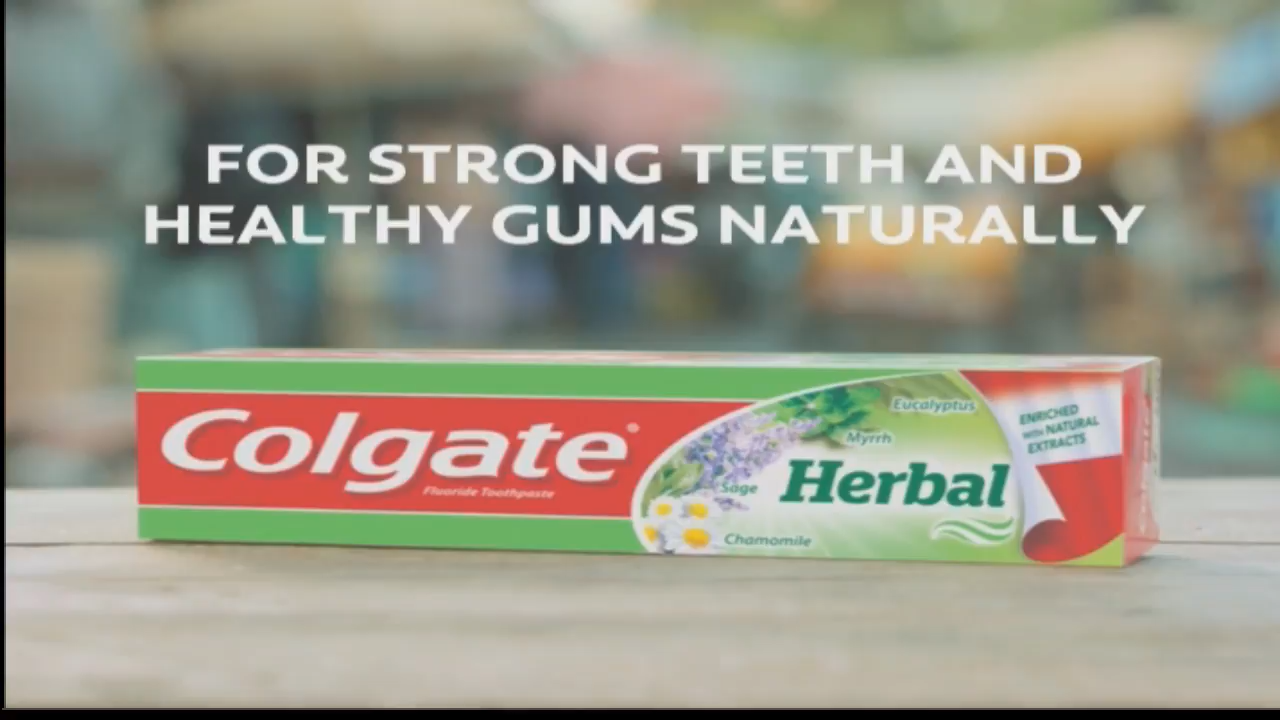 FOR STRONG TEETH AND
HEALTHY GUMS NATURALLY
Colgate®
Fluoride Toothpaste
Eucalyptus
Myrrh
Sage
Herbal
Chamomile
ENRICHED
WITH NATURAL
EXTRACTS